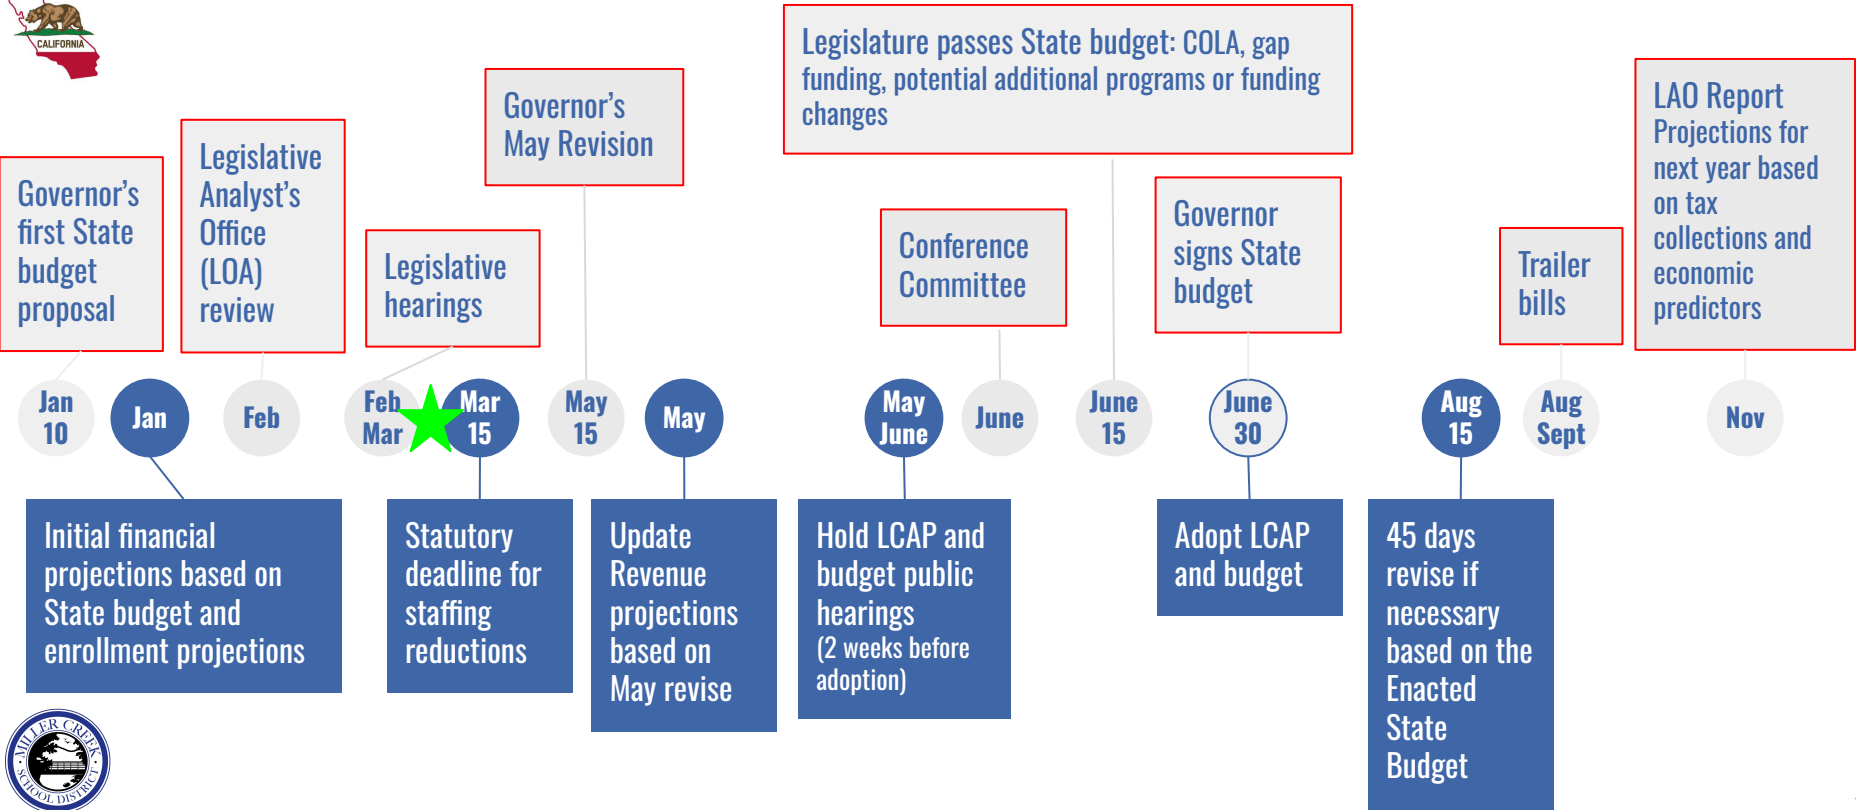 CALIFORNIA
Governor's
first State
budget
proposal
Legislative
Analyst's
Office
(LOA)
review
Legislative
hearings
Governor's
May Revision
Legislature passes State budget: COLA, gap
funding, potential additional programs or funding
changes
Conference
Committee
Governor
signs State
budget
Trailer
bills
LAO Report
Projections for
next year based
on tax
collections and
economic
predictors
Jan
10
Jan
Feb
Feb
Mar
Mar
15
May
15
May
May
June
June
June
15
June
30
Aug
15
Aug
Sept
Nov
Initial financial
projections based on
State budget and
enrollment projections
Statutory
deadline for
staffing
reductions
Update
Revenue
projections
based on
May revise
Hold LCAP and
budget public
hearings
(2 weeks before
adoption)
Adopt LCAP
and budget
45 days
revise if
necessary
based on the
Enacted
State
Budget
MILLER CREEK
SCHOOL DISTRICT